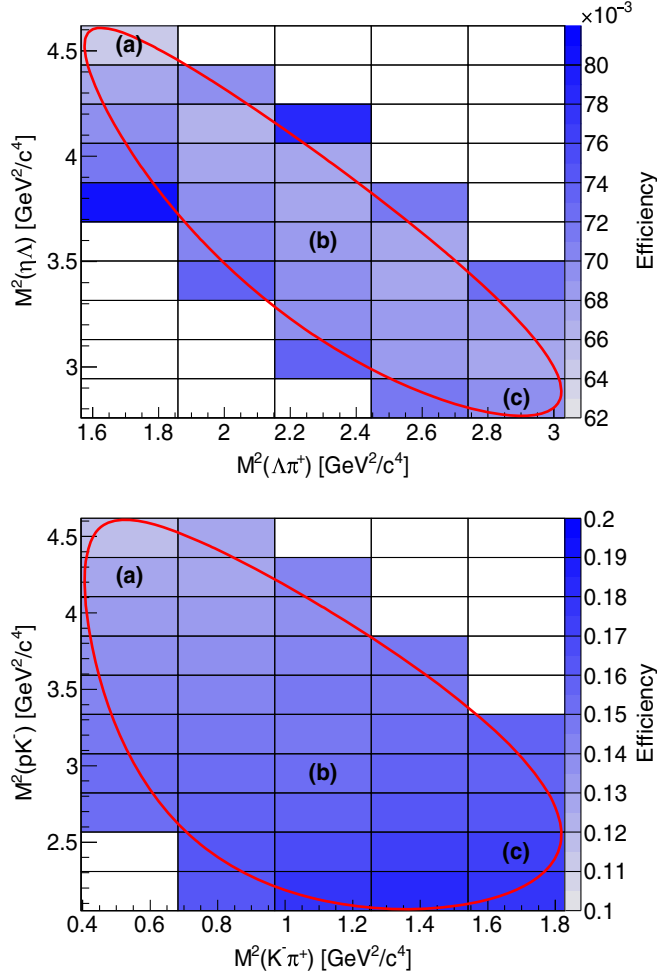 ×10⁻³
4.5
4
3.5
3
M²(ηΛ) [GeV²/c⁴]
(a)
(b)
(c)
80
78
76
74
72
70
68
66
64
62
Efficiency
1.6 1.8 2 2.2 2.4 2.6 2.8 3
M²(Λπ⁺) [GeV²/c⁴]
4.5
4
3.5
3
2.5
M²(pK⁻) [GeV²/c⁴]
(a)
(b)
(c)
0.2
0.19
0.18
0.17
0.16
0.15
0.14
0.13
0.12
0.11
0.1
Efficiency
0.4 0.6 0.8 1 1.2 1.4 1.6 1.8
M²(K⁻π⁺) [GeV²/c⁴]